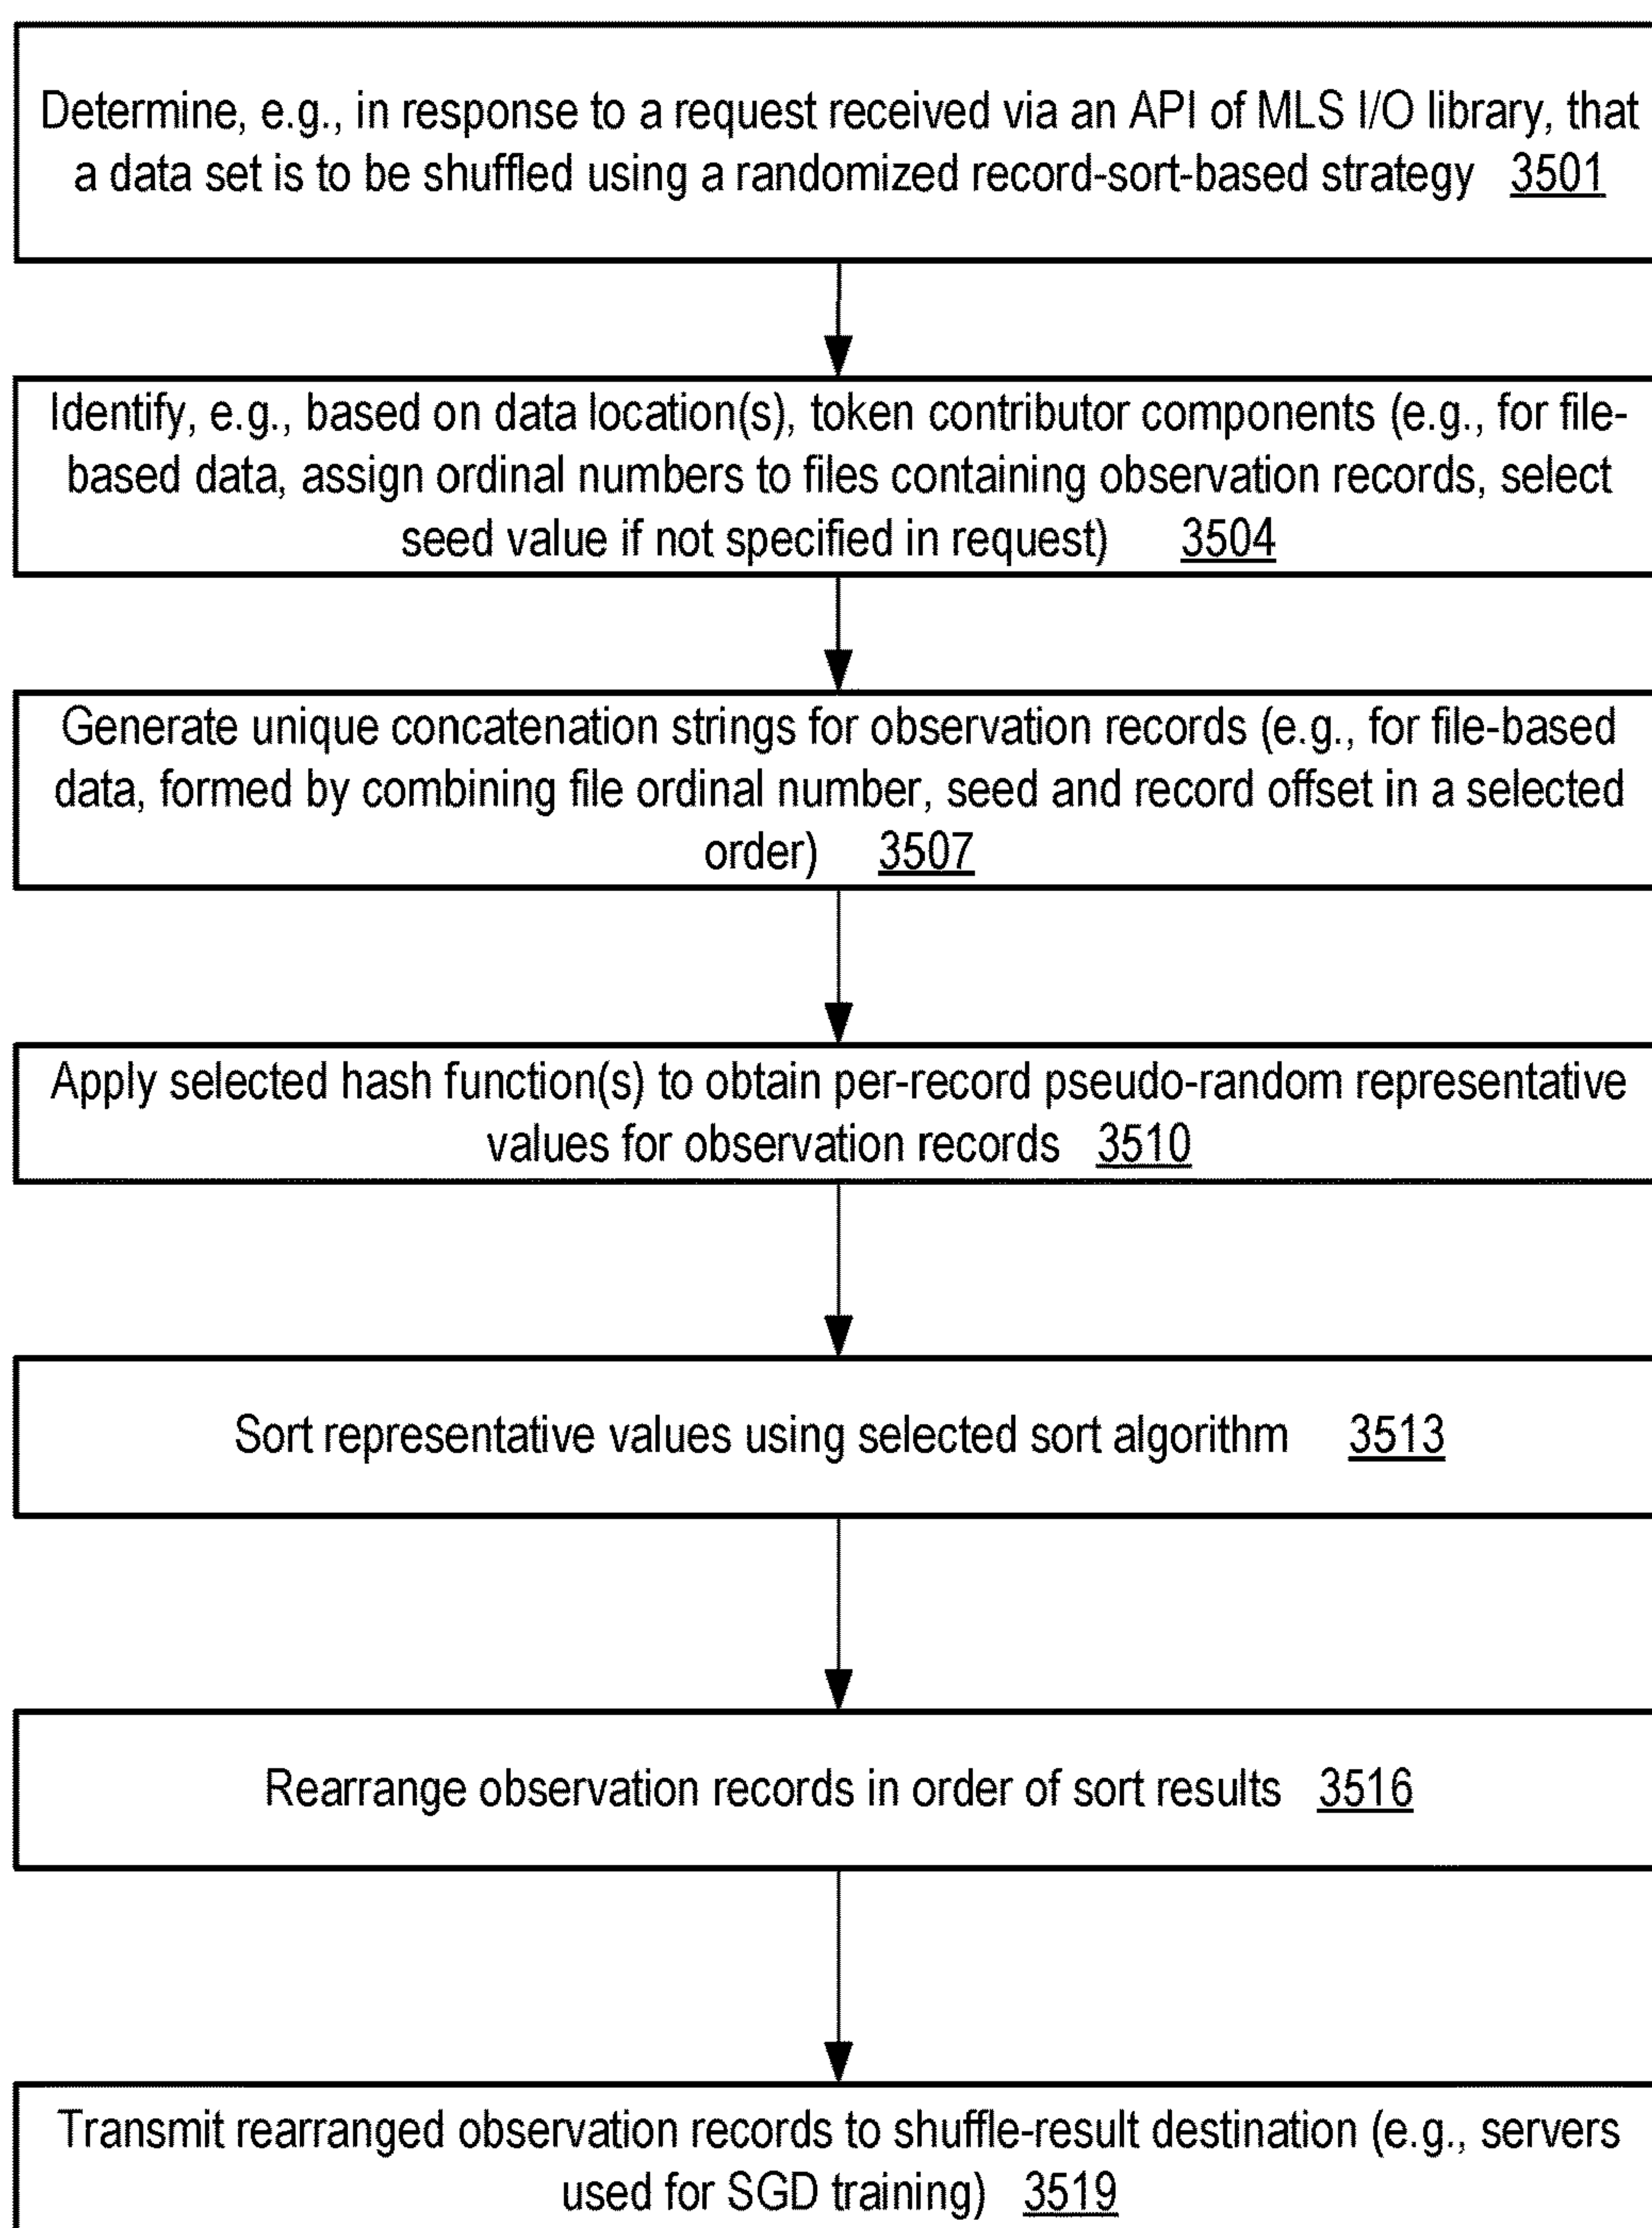 Determine, e.g., in response to a request received via an API of MLS I/O library, that
a data set is to be shuffled using a randomized record-sort-based strategy 3501
Identify, e.g., based on data location(s), token contributor components (e.g., for file-
based data, assign ordinal numbers to files containing observation records, select
seed value if not specified in request) 3504
Generate unique concatenation strings for observation records (e.g., for file-based
data, formed by combining file ordinal number, seed and record offset in a selected
order) 3507
Apply selected hash function(s) to obtain per-record pseudo-random representative
values for observation records 3510
Sort representative values using selected sort algorithm 3513
Rearrange observation records in order of sort results 3516
Transmit rearranged observation records to shuffle-result destination (e.g., servers
used for SGD training) 3519